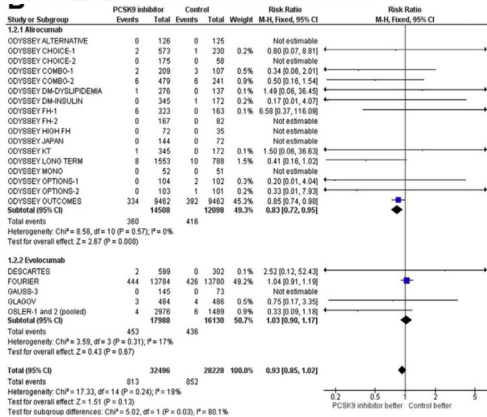 PCSK9 inhibitor Control Risk Ratio Risk Ratio
Study or Subgroup Events Total Events Total Weight M-H, Fixed, 95% CI M-H, Fixed, 95% CI
1.2.1 Alirocumab
ODYSSEY ALTERNATIVE 0 126 0 125 Not estimable
ODYSSEY CHOICE-1 2 573 1 230 0.2% 0.80 [0.07, 8.81]
ODYSSEY CHOICE-2 0 175 0 58 Not estimable
ODYSSEY COMBO-1 2 209 3 107 0.6% 0.34 [0.06, 2.01]
ODYSSEY COMBO-2 6 479 6 241 0.9% 0.50 [0.16, 1.54]
ODYSSEY DM-DYSLIPIDEMIA 1 276 0 137 0.1% 1.49 [0.06, 36.45]
ODYSSEY DM-INSULIN 0 345 1 172 0.2% 0.17 [0.01, 4.07]
ODYSSEY FH-1 6 323 0 163 0.1% 6.58 [0.37, 116.09]
ODYSSEY FH-2 0 167 0 82 Not estimable
ODYSSEY HIGH FH 0 72 0 35 Not estimable
ODYSSEY JAPAN 0 144 0 72 Not estimable
ODYSSEY KT 1 345 0 172 0.1% 1.50 [0.06, 36.63]
ODYSSEY LONG TERM 8 1553 10 788 1.5% 0.41 [0.16, 1.02]
ODYSSEY MONO 0 52 0 51 Not estimable
ODYSSEY OPTIONS-1 0 104 2 102 0.3% 0.20 [0.01, 4.04]
ODYSSEY OPTIONS-2 0 103 1 101 0.2% 0.33 [0.01, 7.93]
ODYSSEY OUTCOMES 334 9462 392 9462 45.3% 0.85 [0.74, 0.98]
Subtotal (95% CI) 14508 12098 49.3% 0.83 [0.72, 0.95]
Total events 360 416
Heterogeneity: Chi² = 8.58, df = 10 (P = 0.57); I² = 0%
Test for overall effect: Z = 2.67 (P = 0.008)
1.2.2 Evolocumab
DESCARTES 2 599 0 302 0.1% 2.52 [0.12, 52.43]
FOURIER 444 13784 426 13780 49.2% 1.04 [0.91, 1.19]
GAUSS-3 0 145 0 73 Not estimable
GLAGOV 3 484 4 486 0.5% 0.75 [0.17, 3.35]
OSLER-1 and 2 (pooled) 4 2976 6 1489 0.9% 0.33 [0.09, 1.18]
Subtotal (95% CI) 17988 16130 50.7% 1.03 [0.90, 1.17]
Total events 453 436
Heterogeneity: Chi² = 3.59, df = 3 (P = 0.31); I² = 17%
Test for overall effect: Z = 0.43 (P = 0.67)
Total (95% CI) 32496 28228 100.0% 0.93 [0.85, 1.02]
Total events 813 852
Heterogeneity: Chi² = 17.33, df = 14 (P = 0.24); I² = 19%
Test for overall effect: Z = 1.51 (P = 0.13)
Test for subgroup differences: Chi² = 5.02, df = 1 (P = 0.03), I² = 80.1%
0.2 0.5 1 2 5
PCSK9 inhibitor better Control better